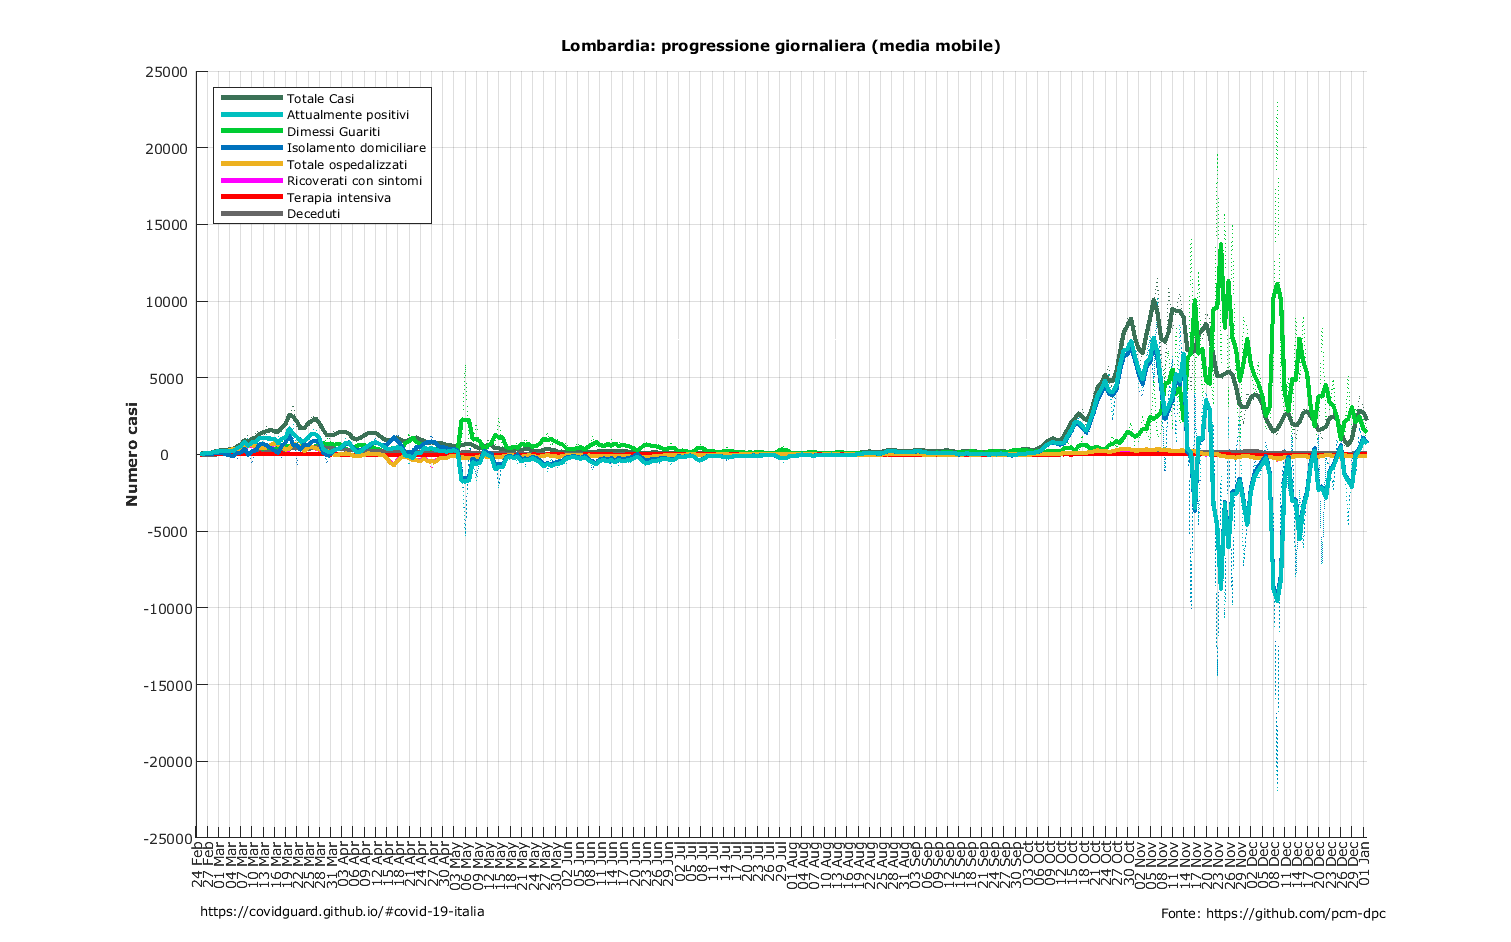 Lombardia: progressione giornaliera (media mobile)
25000
20000
15000
10000
5000
0
-5000
-10000
-15000
-20000
-25000
Numero casi
Totale Casi
Attualmente positivi
Dimessi Guariti
Isolamento domiciliare
Totale ospedalizzati
Ricoverati con sintomi
Terapia intensiva
Deceduti
24 Feb
27 Feb
01 Mar
04 Mar
07 Mar
10 Mar
13 Mar
16 Mar
19 Mar
22 Mar
25 Mar
28 Mar
31 Mar
03 Apr
06 Apr
09 Apr
12 Apr
15 Apr
18 Apr
21 Apr
24 Apr
27 Apr
30 Apr
03 May
06 May
09 May
12 May
15 May
18 May
21 May
24 May
27 May
30 May
02 Jun
05 Jun
08 Jun
11 Jun
14 Jun
17 Jun
20 Jun
23 Jun
26 Jun
29 Jun
02 Jul
05 Jul
08 Jul
11 Jul
14 Jul
17 Jul
20 Jul
23 Jul
26 Jul
29 Jul
01 Aug
04 Aug
07 Aug
10 Aug
13 Aug
16 Aug
19 Aug
22 Aug
25 Aug
28 Aug
31 Aug
03 Sep
06 Sep
09 Sep
12 Sep
15 Sep
18 Sep
21 Sep
24 Sep
27 Sep
30 Sep
03 Oct
06 Oct
09 Oct
12 Oct
15 Oct
18 Oct
21 Oct
24 Oct
27 Oct
30 Oct
02 Nov
05 Nov
08 Nov
11 Nov
14 Nov
17 Nov
20 Nov
23 Nov
26 Nov
29 Nov
02 Dec
05 Dec
08 Dec
11 Dec
14 Dec
17 Dec
20 Dec
23 Dec
26 Dec
29 Dec
01 Jan
https://covidguard.github.io/#covid-19-italia
Fonte: https://github.com/pcm-dpc